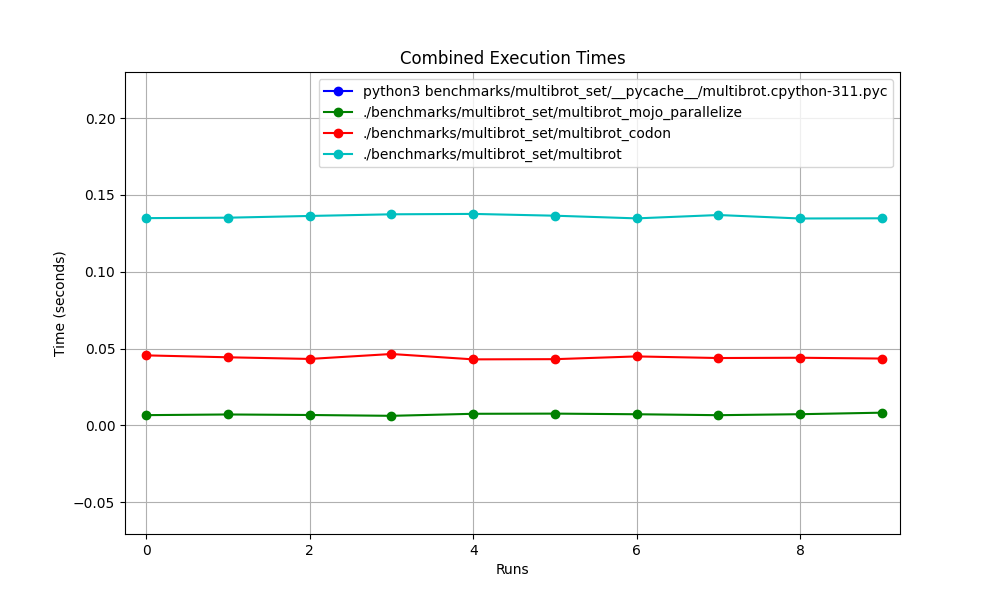 Combined Execution Times
python3 benchmarks/multibrot_set/__pycache__/multibrot.cpython-311.pyc
./benchmarks/multibrot_set/multibrot_mojo_parallelize
./benchmarks/multibrot_set/multibrot_codon
./benchmarks/multibrot_set/multibrot
0.20
0.15
0.10
0.05
0.00
−0.05
Time (seconds)
0 2 4 6 8
Runs